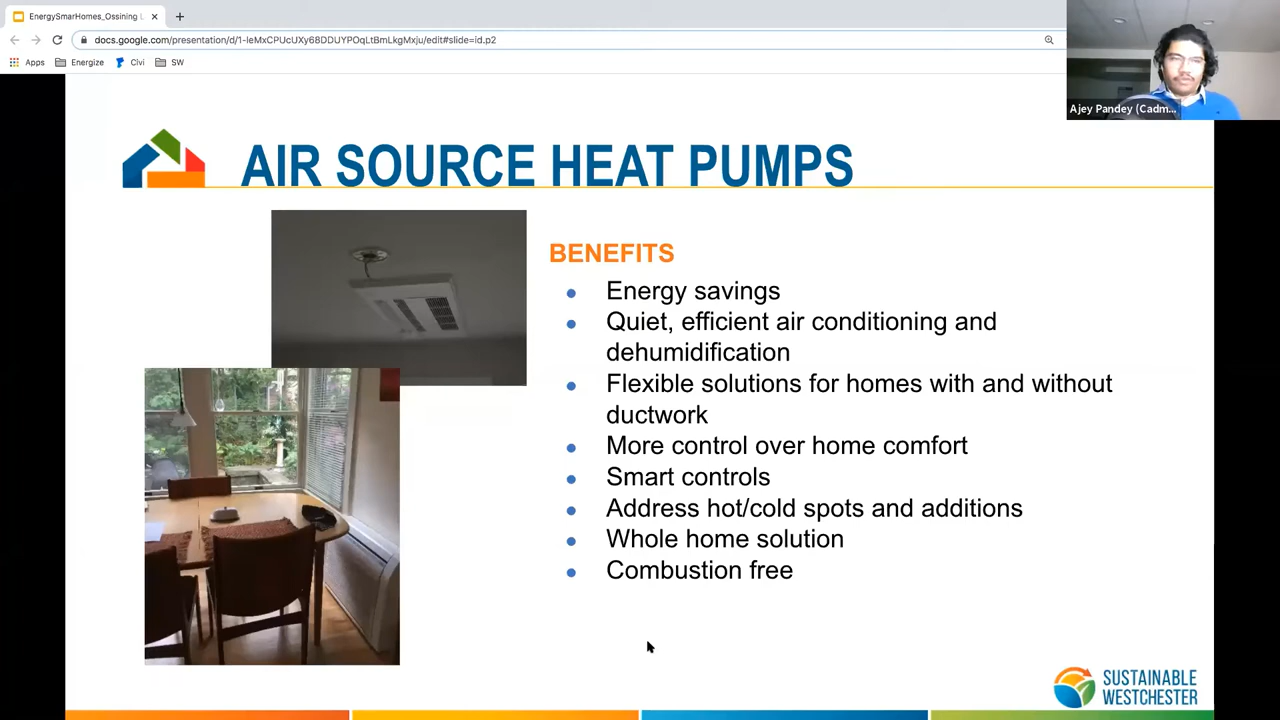 EnergySmarHomes_Ossining
docs.google.com/presentation/d/1-IeMxCPUcUXy68DDUYPOqLtBmLkgMxju/edit#slide=id.p2
Apps Energize Civi SW
Ajey Pandey (Cadm...
AIR SOURCE HEAT PUMPS
BENEFITS
Energy savings
Quiet, efficient air conditioning and
dehumidification
Flexible solutions for homes with and without
ductwork
More control over home comfort
Smart controls
Address hot/cold spots and additions
Whole home solution
Combustion free
SUSTAINABLE
WESTCHESTER